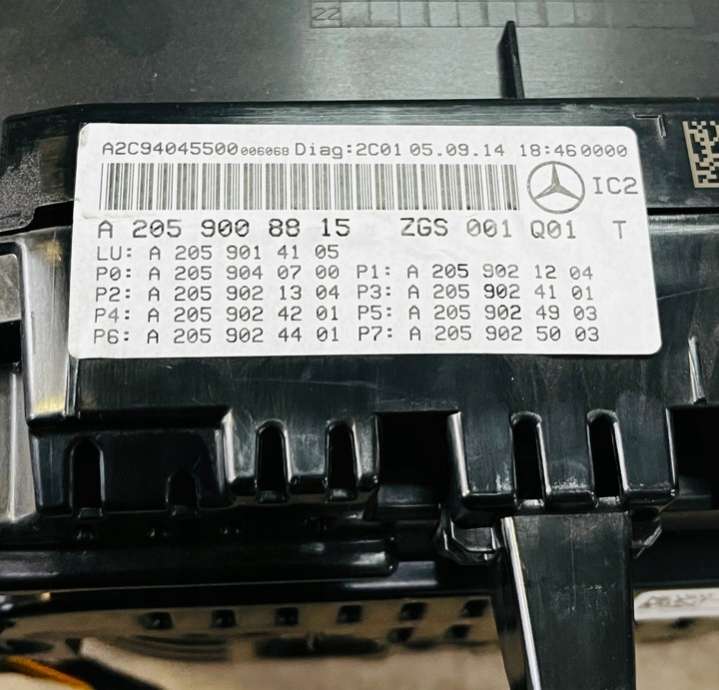 22
A2C94045500 006068 Diag:2C01 05.09.14 18:460000
IC2
A 205 900 88 15 ZGS 001 Q01 T
LU: A 205 901 41 05
P0: A 205 904 07 00 P1: A 205 902 12 04
P2: A 205 902 13 04 P3: A 205 902 41 01
P4: A 205 902 42 01 P5: A 205 902 49 03
P6: A 205 902 44 01 P7: A 205 902 50 03